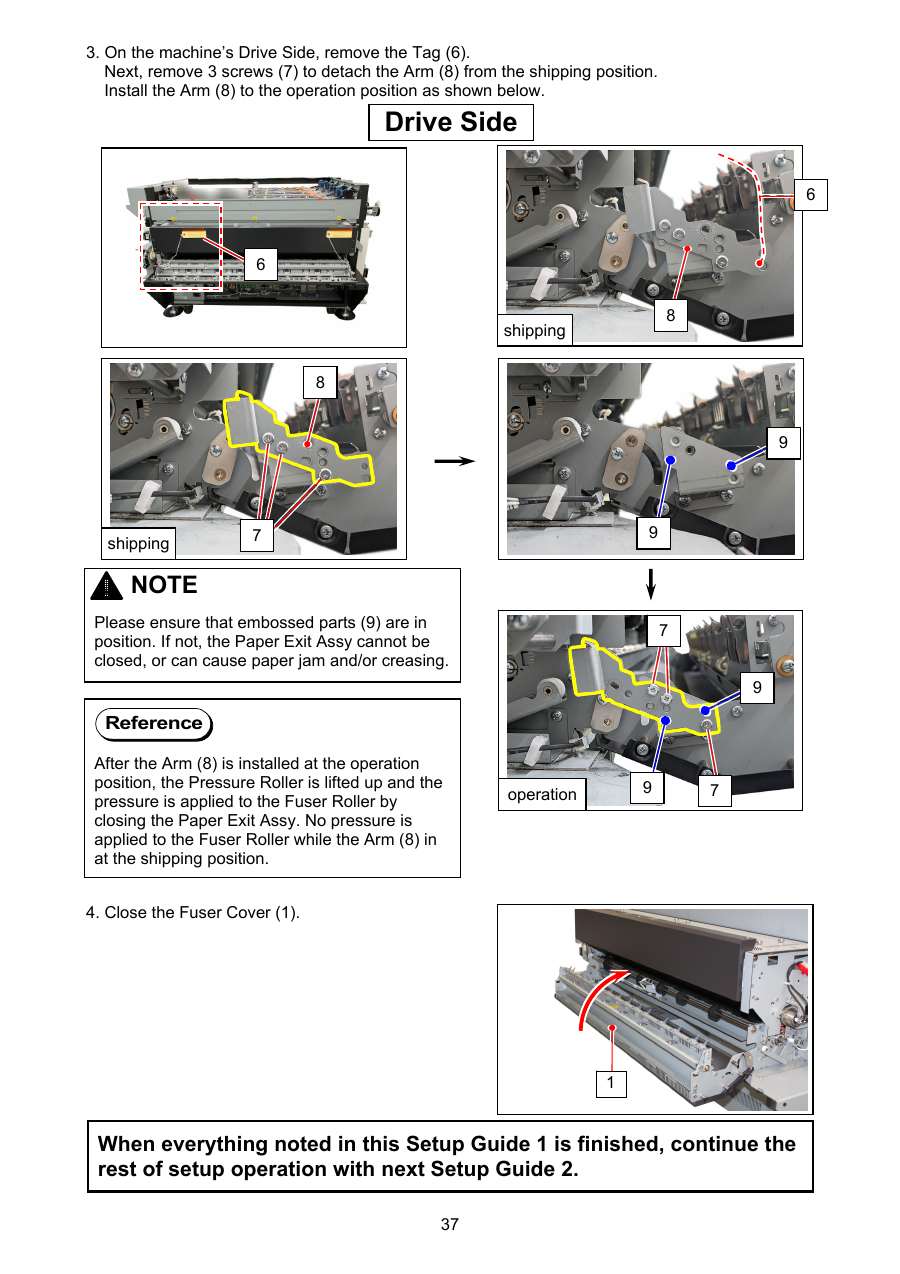 3. On the machine’s Drive Side, remove the Tag (6).
Next, remove 3 screws (7) to detach the Arm (8) from the shipping position.
Install the Arm (8) to the operation position as shown below.
Drive Side
6
6
8
shipping
8
7
shipping
9
9
NOTE
Please ensure that embossed parts (9) are in
position. If not, the Paper Exit Assy cannot be
closed, or can cause paper jam and/or creasing.
7
9
9
7
operation
Reference
After the Arm (8) is installed at the operation
position, the Pressure Roller is lifted up and the
pressure is applied to the Fuser Roller by
closing the Paper Exit Assy. No pressure is
applied to the Fuser Roller while the Arm (8) in
at the shipping position.
4. Close the Fuser Cover (1).
1
When everything noted in this Setup Guide 1 is finished, continue the
rest of setup operation with next Setup Guide 2.
37